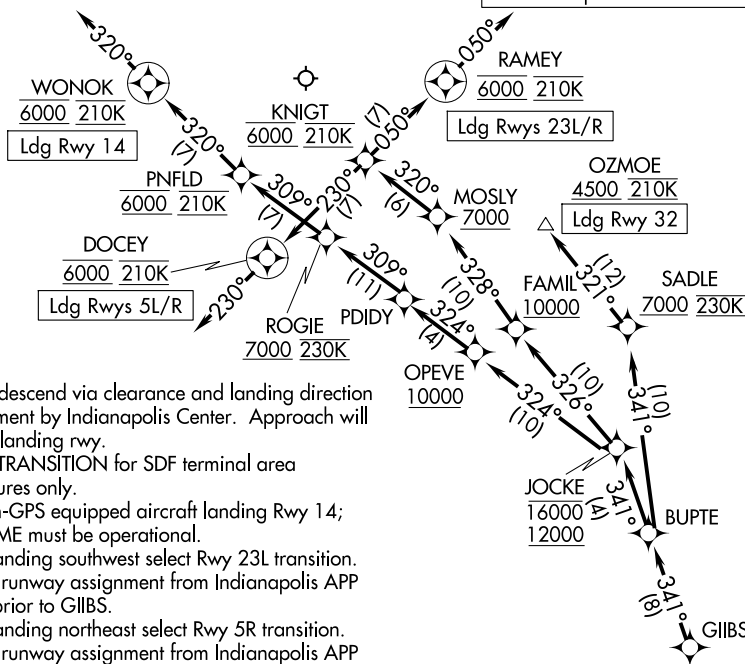 320°
050°
WONOK
6000 210K
Ldg Rwy 14
KNIGT
6000 210K
RAMEY
6000 210K
Ldg Rwys 23L/R
(7)
050°
320°
(7)
PNFLD
6000 210K
309°
(7)
230°
(7)
320°
(6)
MOSLY
7000
OZMOE
4500 210K
Ldg Rwy 32
DOCEY
6000 210K
Ldg Rwys 5L/R
230°
309°
(11)
328°
(10)
FAMIL
10000
(12)
321°
SADLE
7000 230K
ROGIE
7000 230K
PDIDY
324°
(4)
OPEVE
10000
(10)
326°
324°
(10)
(10)
341°
descend via clearance and landing direction
ment by Indianapolis Center. Approach will
landing rwy.
TRANSITION for SDF terminal area
ures only.
n-GPS equipped aircraft landing Rwy 14;
ME must be operational.
anding southwest select Rwy 23L transition.
runway assignment from Indianapolis APP
prior to GIIBS.
anding northeast select Rwy 5R transition.
runway assignment from Indianapolis APP
JOCKE
16000
12000
341°
(4)
BUPTE
341°
(8)
GIIBS